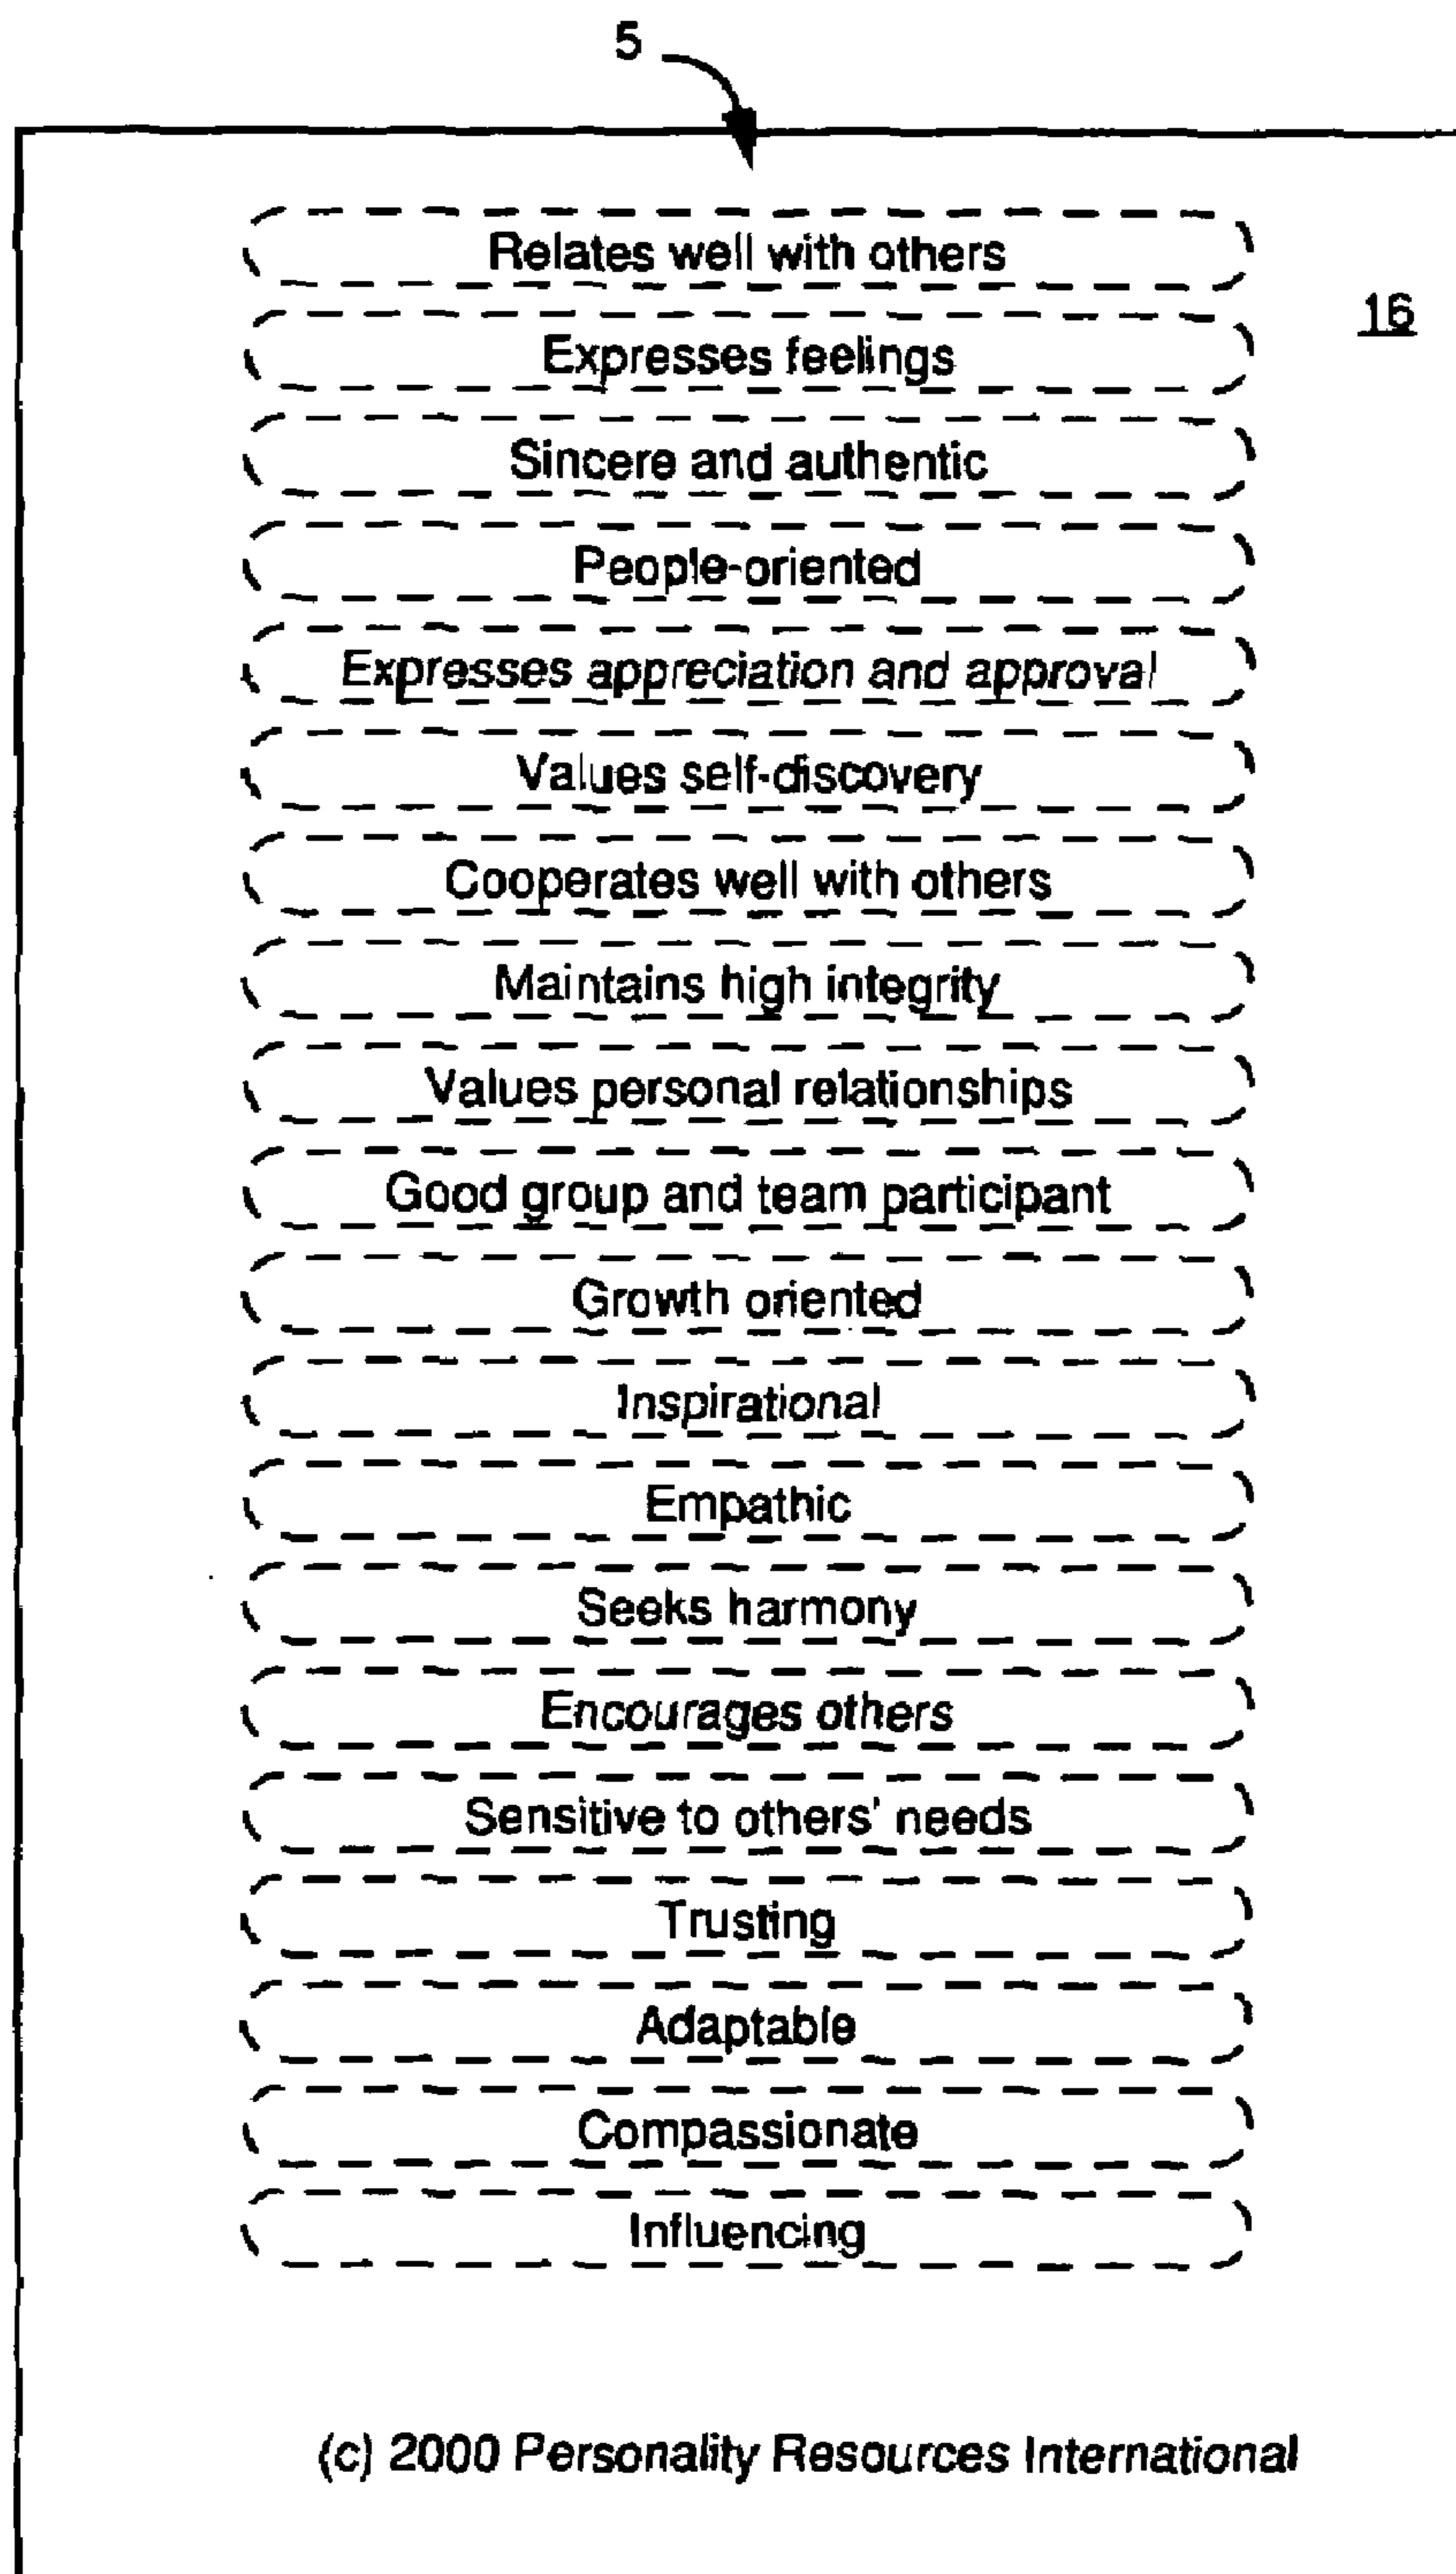 5
Relates well with others
16
Expresses feelings
Sincere and authentic
People-oriented
Expresses appreciation and approval
Values self-discovery
Cooperates well with others
Maintains high integrity
Values personal relationships
Good group and team participant
Growth oriented
Inspirational
Empathic
Seeks harmony
Encourages others
Sensitive to others' needs
Trusting
Adaptable
Compassionate
Influencing
(c) 2000 Personality Resources International